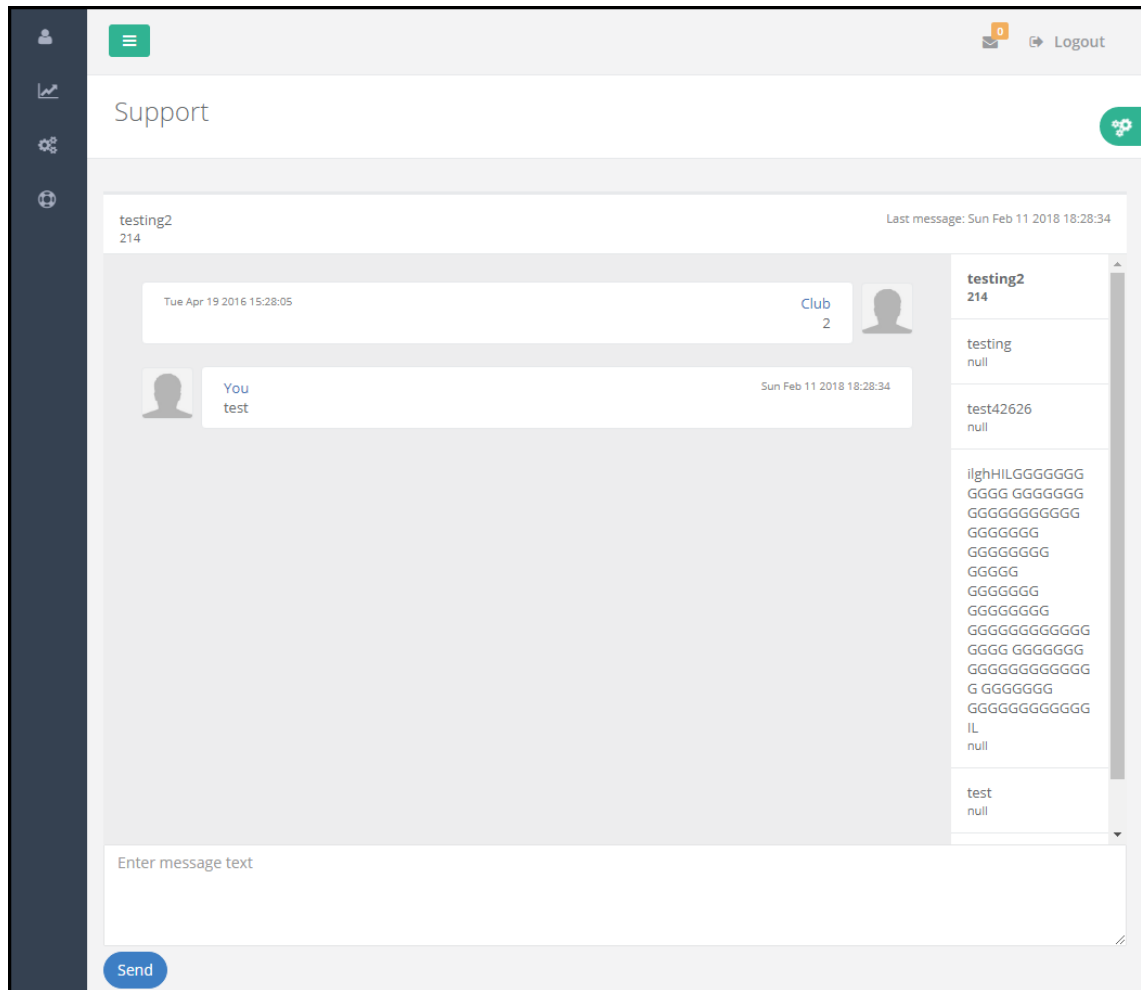 0
Logout
Support
testing2
214
Last message: Sun Feb 11 2018 18:28:34
Tue Apr 19 2016 15:28:05
Club
2
You
Sun Feb 11 2018 18:28:34
test
testing2
214
testing
null
test42626
null
ilghHILGGGGGGG
GGGG GGGGGGG
GGGGGGGGGGG
GGGGGGG
GGGGGGGG
GGGGG
GGGGGGG
GGGGGGGG
GGGGGGGGGGGG
GGGG GGGGGGG
GGGGGGGGGGGG
G GGGGGGG
GGGGGGGGGGGG
IL
null
test
null
Enter message text
Send